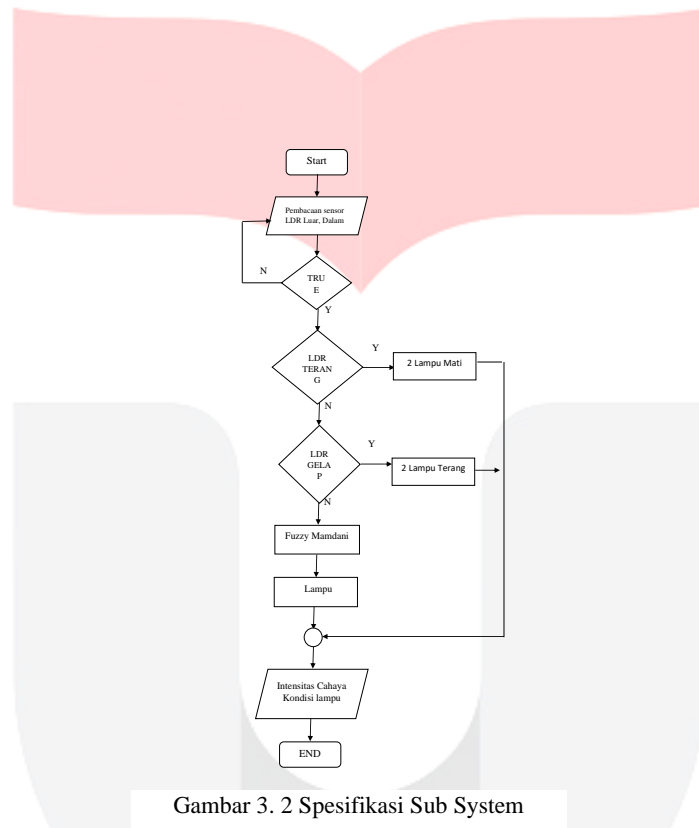 Start
Pembacaan sensor
LDR Luar, Dalam
N
TRU
E
Y
LDR
TERAN
G
Y
2 Lampu Mati
N
LDR
GELA
P
Y
2 Lampu Terang
N
Fuzzy Mamdani
Lampu
Intensitas Cahaya
Kondisi lampu
END
Gambar 3. 2 Spesifikasi Sub System